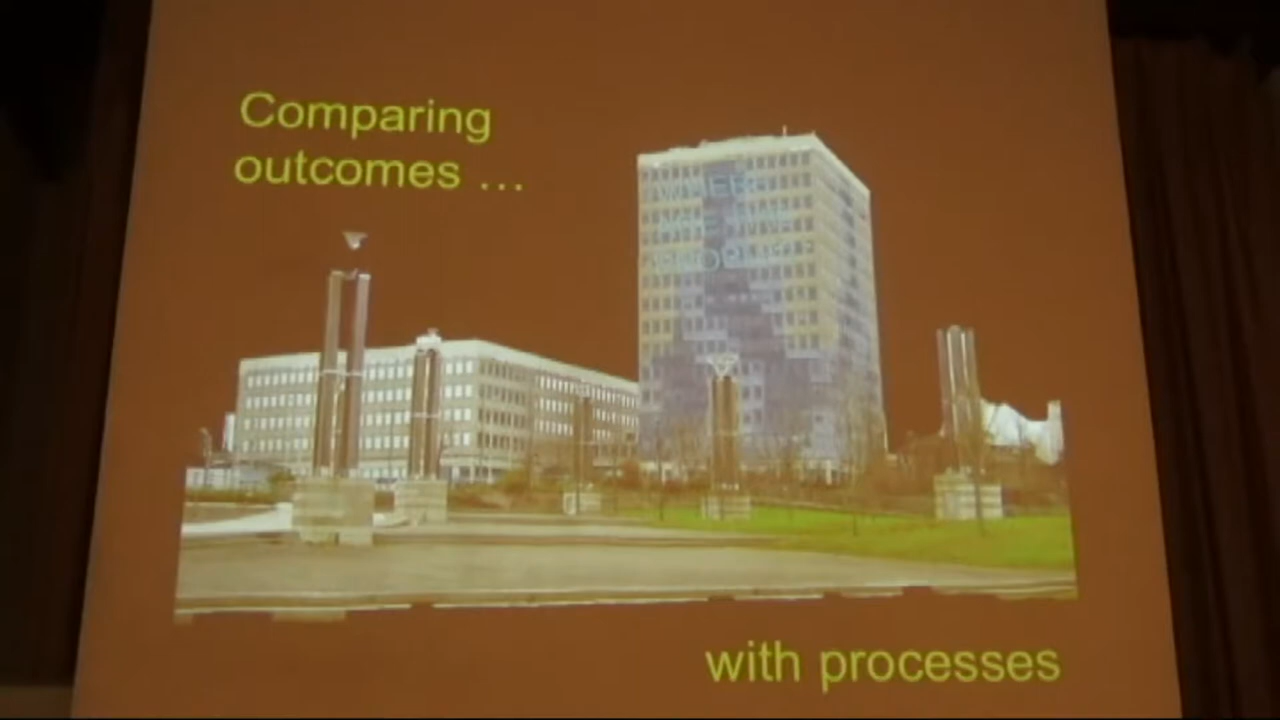 Comparing
outcomes ...
with processes